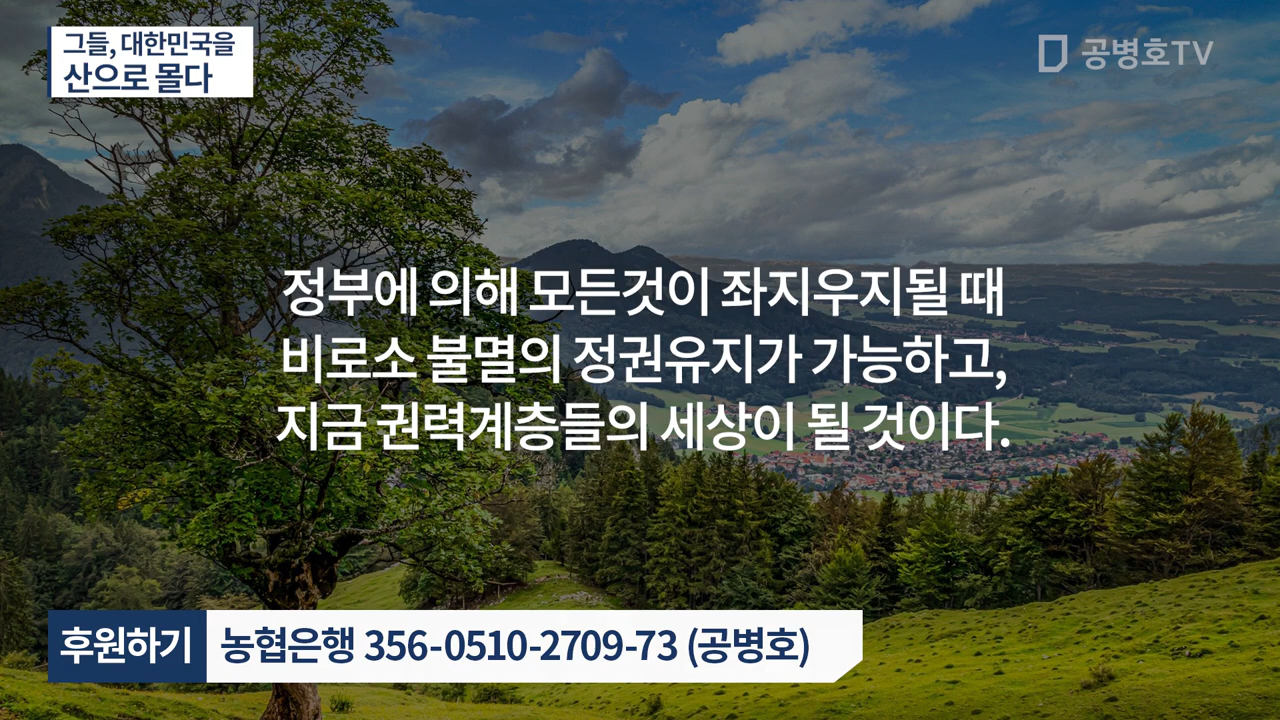 그들, 대한민국을
산으로 몰다
공병호TV
정부에 의해 모든것이 좌지우지될 때
비로소 불멸의 정권유지가 가능하고,
지금 권력계층들의 세상이 될 것이다.
후원하기 농협은행 356-0510-2709-73 (공병호)